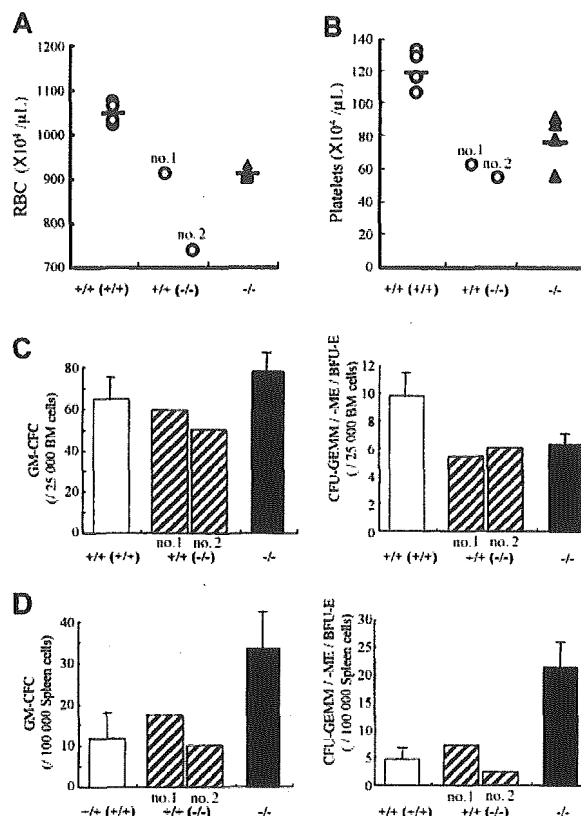 A
RBC (X10⁴ /μL)
1100
1000
900
800
700
no.1
no. 2
+/+ (+/+)
+/+ (-/-)
-/-
B
Platelets (X10⁴ /μL)
140
120
100
80
60
40
20
0
no.1
no. 2
+/+ (+/+)
+/+ (-/-)
-/-
C
GM-CFC
(/ 25 000 BM cells)
80
60
40
20
0
no.1 no. 2
+/+ (+/+)
+/+ (-/-)
-/-
CFU-GEMM / -ME / BFU-E
( / 25 000 BM cells)
12
10
8
6
4
2
0
no.1 no. 2
+/+ (+/+)
+/+ (-/-)
-/-
D
GM-CFC
(/ 100 000 Spleen cells)
40
30
20
10
0
no.1 no. 2
+/+ (+/+)
+/+ (-/-)
-/-
CFU-GEMM / -ME / BFU-E
( / 100 000 Spleen cells)
30
25
20
15
10
5
0
no.1 no. 2
+/+ (+/+)
+/+ (-/-)
-/-